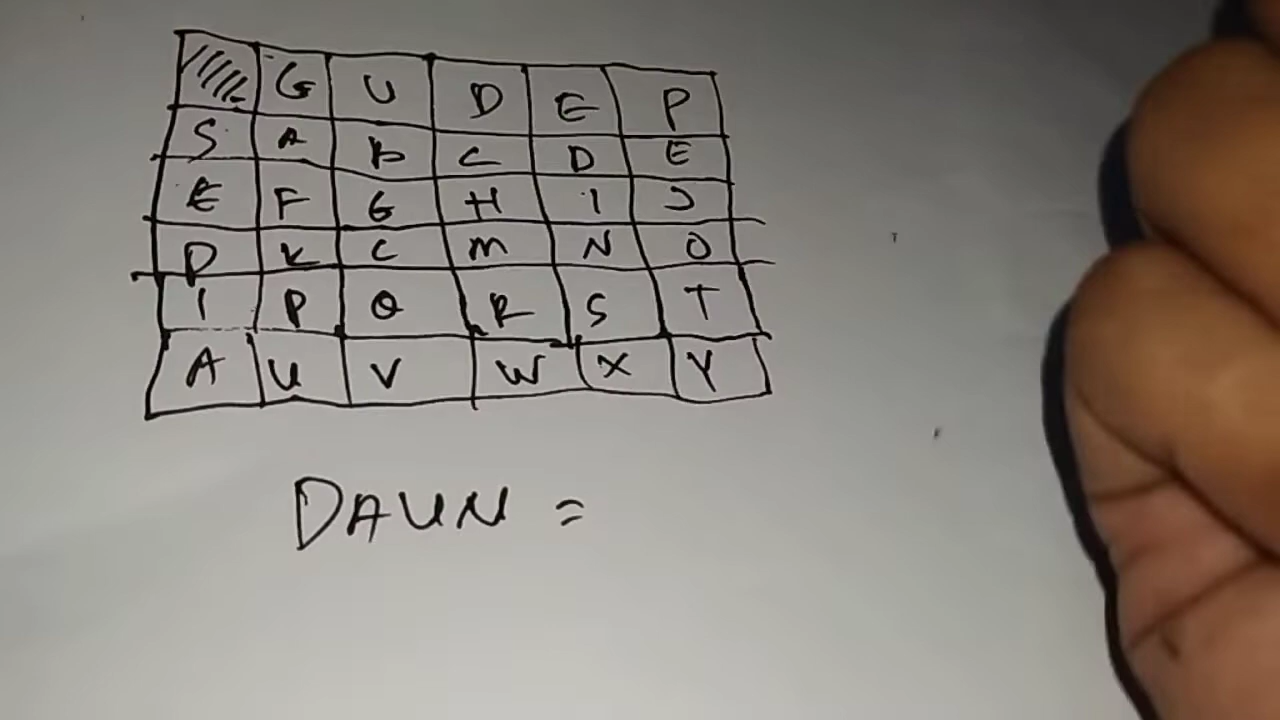 G U D E P
S A B C D E
E F G H I J
D K L M N O
I P Q R S T
A U V W X Y
DAUN =